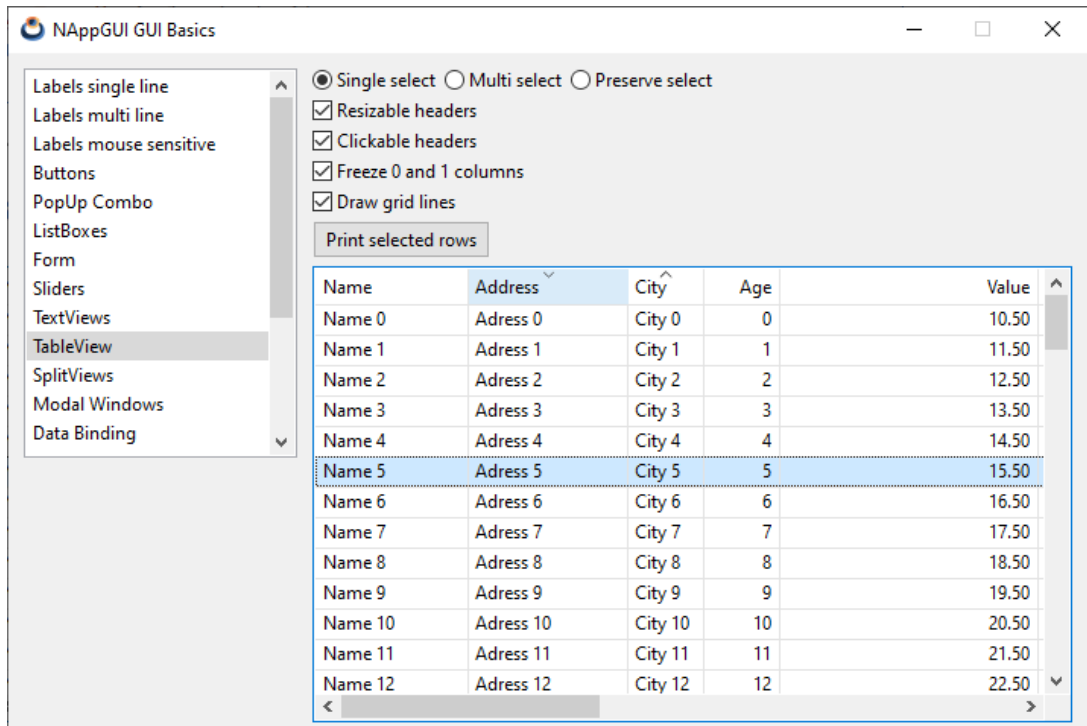 NAppGUI GUI Basics
Labels single line
Labels multi line
Labels mouse sensitive
Buttons
PopUp Combo
ListBoxes
Form
Sliders
TextViews
TableView
SplitViews
Modal Windows
Data Binding
Single select Multi select Preserve select
Resizable headers
Clickable headers
Freeze 0 and 1 columns
Draw grid lines
Print selected rows
Name Address City Age Value
Name 0 Adress 0 City 0 0 10.50
Name 1 Adress 1 City 1 1 11.50
Name 2 Adress 2 City 2 2 12.50
Name 3 Adress 3 City 3 3 13.50
Name 4 Adress 4 City 4 4 14.50
Name 5 Adress 5 City 5 5 15.50
Name 6 Adress 6 City 6 6 16.50
Name 7 Adress 7 City 7 7 17.50
Name 8 Adress 8 City 8 8 18.50
Name 9 Adress 9 City 9 9 19.50
Name 10 Adress 10 City 10 10 20.50
Name 11 Adress 11 City 11 11 21.50
Name 12 Adress 12 City 12 12 22.50